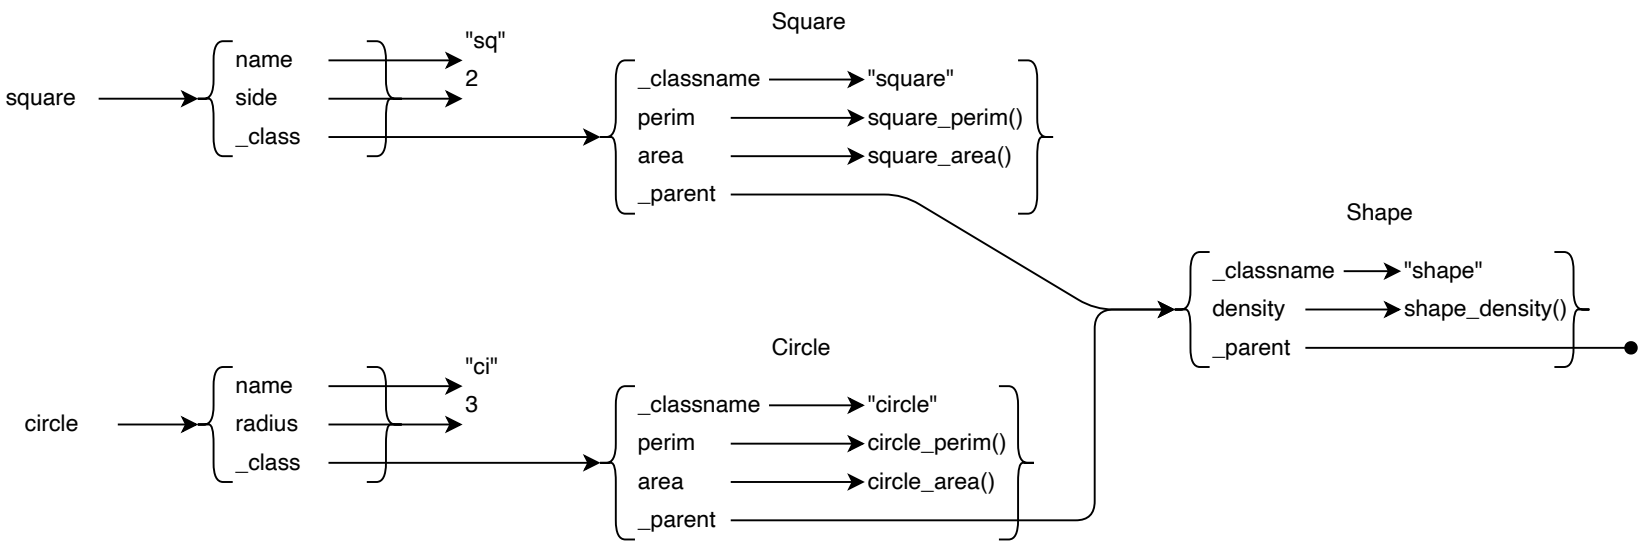 Square
square
name
"sq"
side
2
_class
_classname
"square"
perim
square_perim()
area
square_area()
_parent
Shape
_classname
"shape"
density
shape_density()
_parent
Circle
circle
name
"ci"
radius
3
_class
_classname
"circle"
perim
circle_perim()
area
circle_area()
_parent